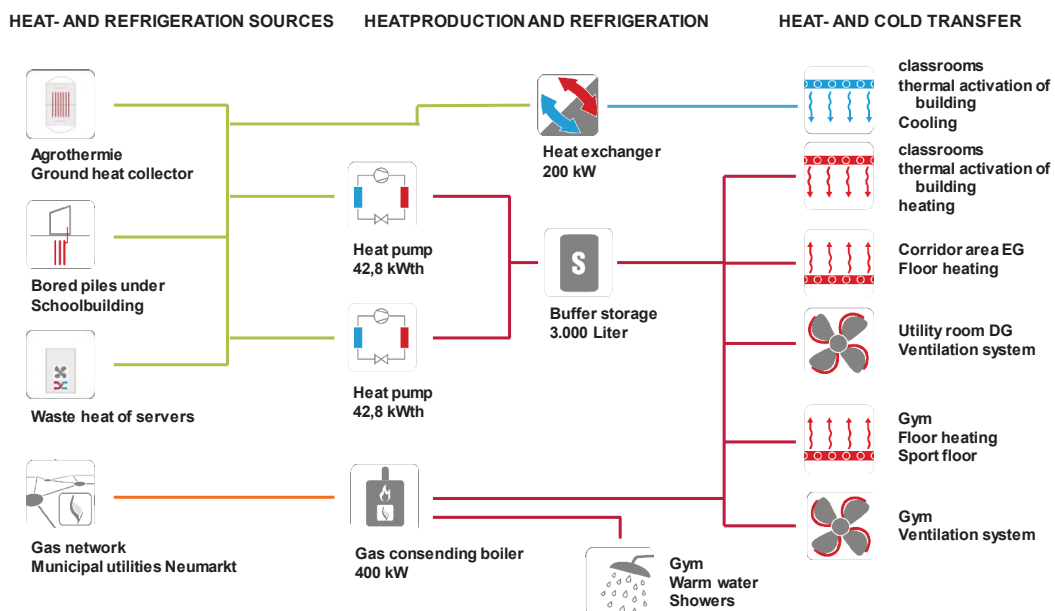 HEAT- AND REFRIGERATION SOURCES
HEATPRODUCTION AND REFRIGERATION
HEAT- AND COLD TRANSFER
Agrothermie
Ground heat collector
Bored piles under
Schoolbuilding
Waste heat of servers
Gas network
Municipal utilities Neumarkt
Heat exchanger
200 kW
Heat pump
42,8 kWth
S
Buffer storage
3.000 Liter
Heat pump
42,8 kWth
Gas consending boiler
400 kW
Gym
Warm water
Showers
classrooms
thermal activation of
building
Cooling
classrooms
thermal activation of
building
heating
Corridor area EG
Floor heating
Utility room DG
Ventilation system
Gym
Floor heating
Sport floor
Gym
Ventilation system